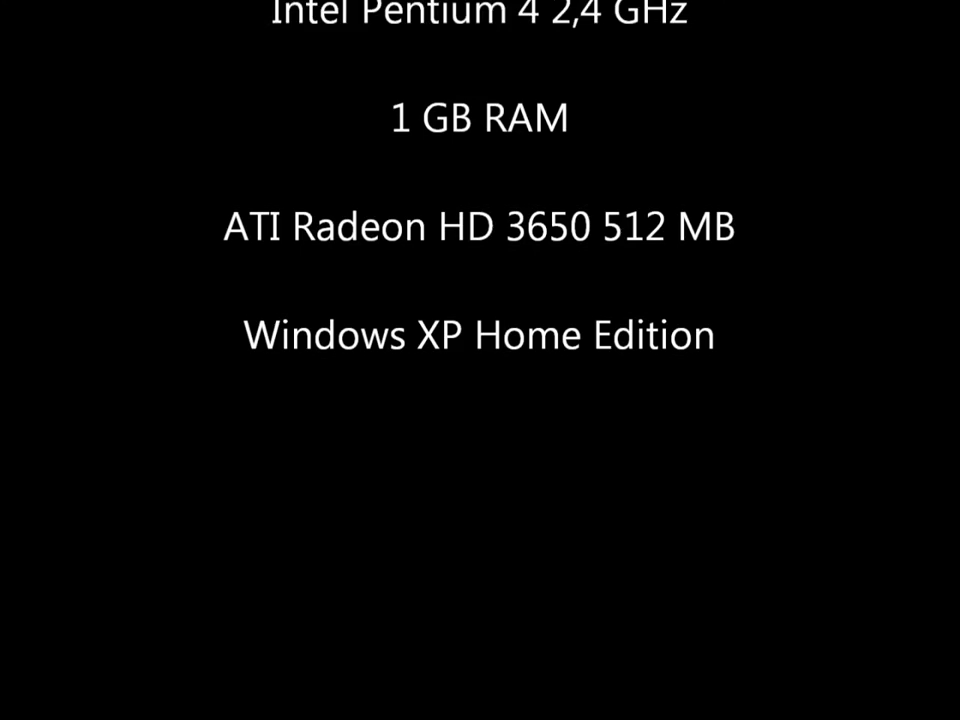 Intel Pentium 4 2,4 GHz
1 GB RAM
ATI Radeon HD 3650 512 MB
Windows XP Home Edition